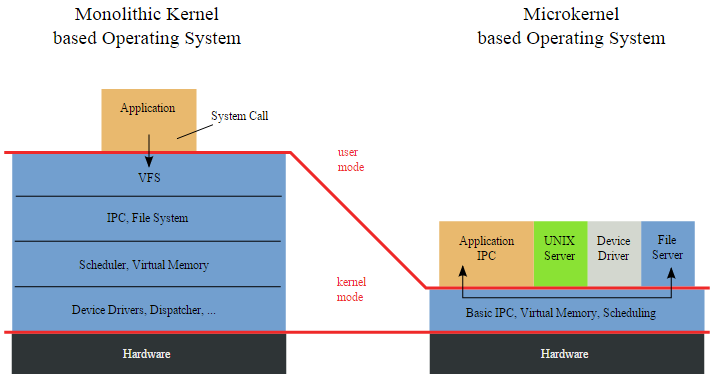 Monolithic Kernel
based Operating System
Microkernel
based Operating System
Application
System Call
user
mode
VFS
IPC, File System
Scheduler, Virtual Memory
kernel
mode
Device Drivers, Dispatcher, ...
Hardware
Application
IPC
UNIX
Server
Device
Driver
File
Server
Basic IPC, Virtual Memory, Scheduling
Hardware